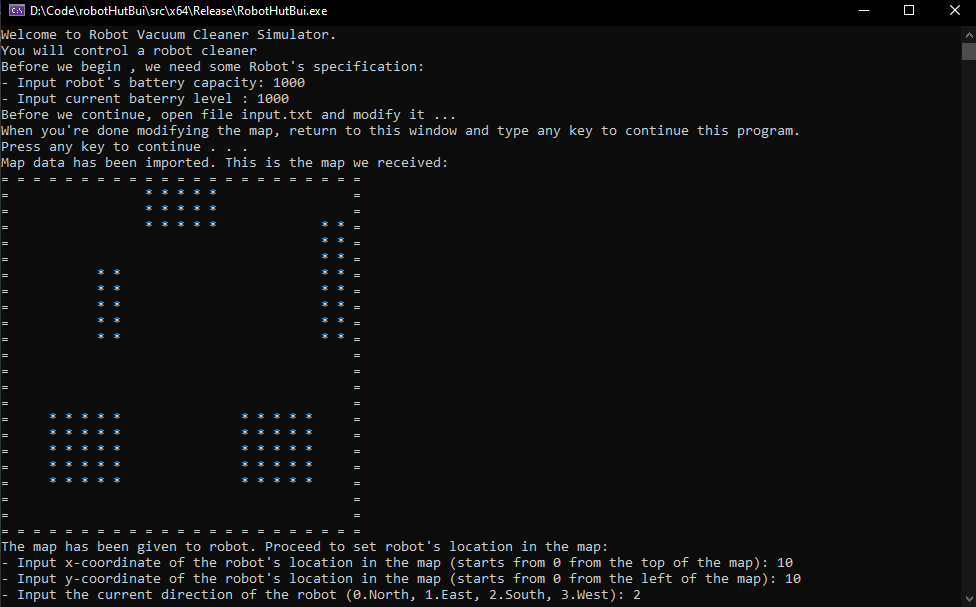 D:\Code\robotHutBui\src\x64\Release\RobotHutBui.exe
Welcome to Robot Vacuum Cleaner Simulator.
You will control a robot cleaner
Before we begin , we need some Robot's specification:
- Input robot's battery capacity: 1000
- Input current baterry level : 1000
Before we continue, open file input.txt and modify it ...
When you're done modifying the map, return to this window and type any key to continue this program.
Press any key to continue . . .
Map data has been imported. This is the map we received:
= = = = = = = = = = = = = = = = = = = = = = =
=                 * * * * *                 =
=                 * * * * *                 =
=                 * * * * *             * * =
=                                       * * =
=                                       * * =
=           * *                         * * =
=           * *                         * * =
=           * *                         * * =
=           * *                         * * =
=           * *                         * * =
=                                           =
=                                           =
=                                           =
=                                           =
=     * * * * *               * * * * *     =
=     * * * * *               * * * * *     =
=     * * * * *               * * * * *     =
=     * * * * *               * * * * *     =
=     * * * * *               * * * * *     =
=                                           =
=                                           =
= = = = = = = = = = = = = = = = = = = = = = =
The map has been given to robot. Proceed to set robot's location in the map:
- Input x-coordinate of the robot's location in the map (starts from 0 from the top of the map): 10
- Input y-coordinate of the robot's location in the map (starts from 0 from the left of the map): 10
- Input the current direction of the robot (0.North, 1.East, 2.South, 3.West): 2